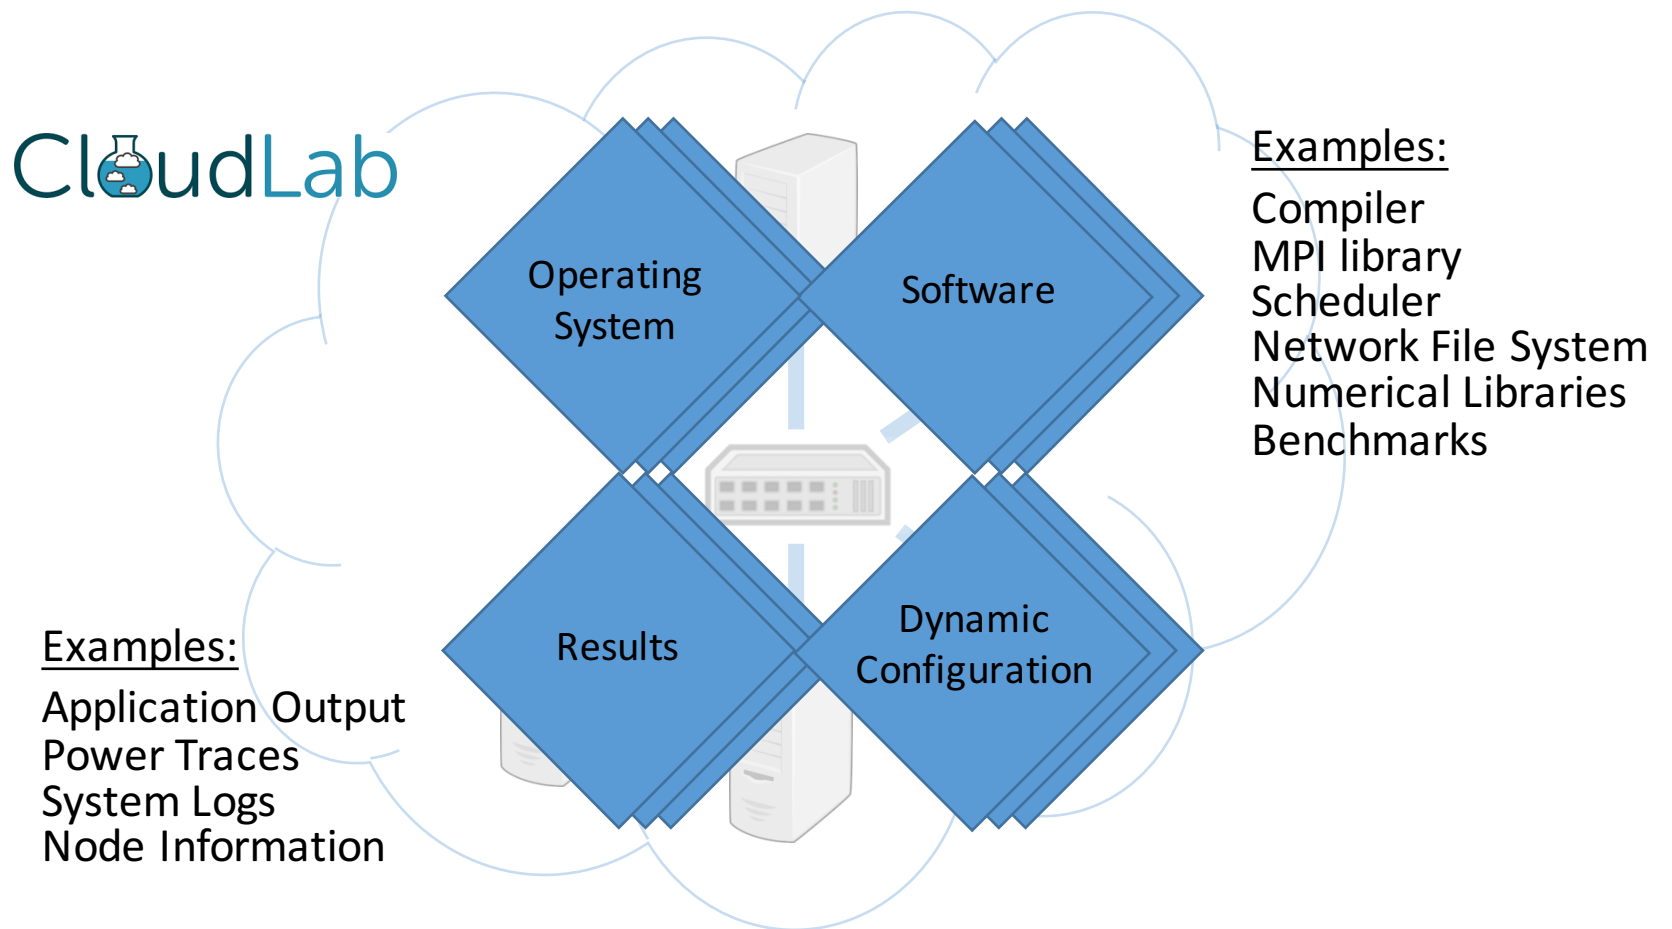 CloudLab
Operating
System
Software
Examples:
Compiler
MPI library
Scheduler
Network File System
Numerical Libraries
Benchmarks
Results
Dynamic
Configuration
Examples:
Application Output
Power Traces
System Logs
Node Information